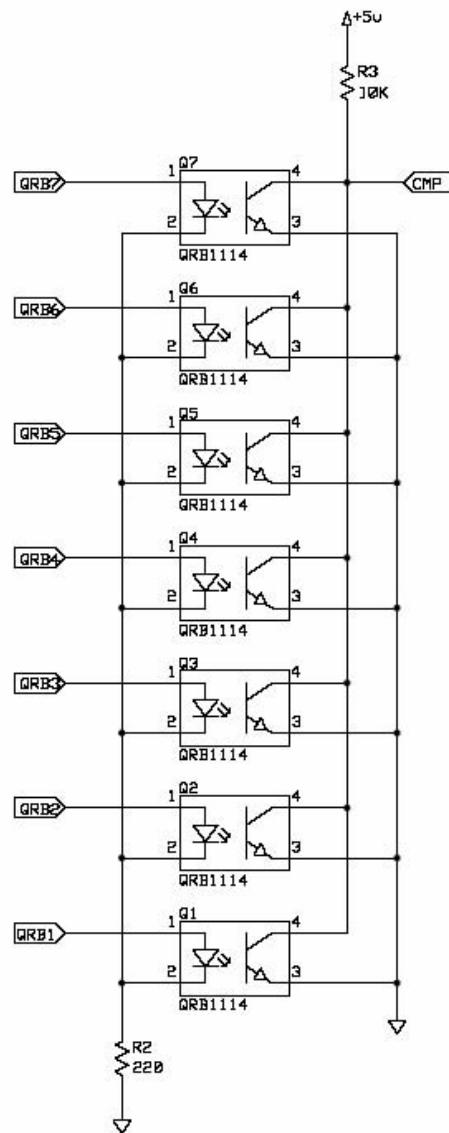 +5v
R3
10K
Q7
QRB7 1 4 CMP
2 3
QRB1114
Q6
QRB6 1 4
2 3
QRB1114
Q5
QRB5 1 4
2 3
QRB1114
Q4
QRB4 1 4
2 3
QRB1114
Q3
QRB3 1 4
2 3
QRB1114
Q2
QRB2 1 4
2 3
QRB1114
Q1
QRB1 1 4
2 3
QRB1114
R2
220